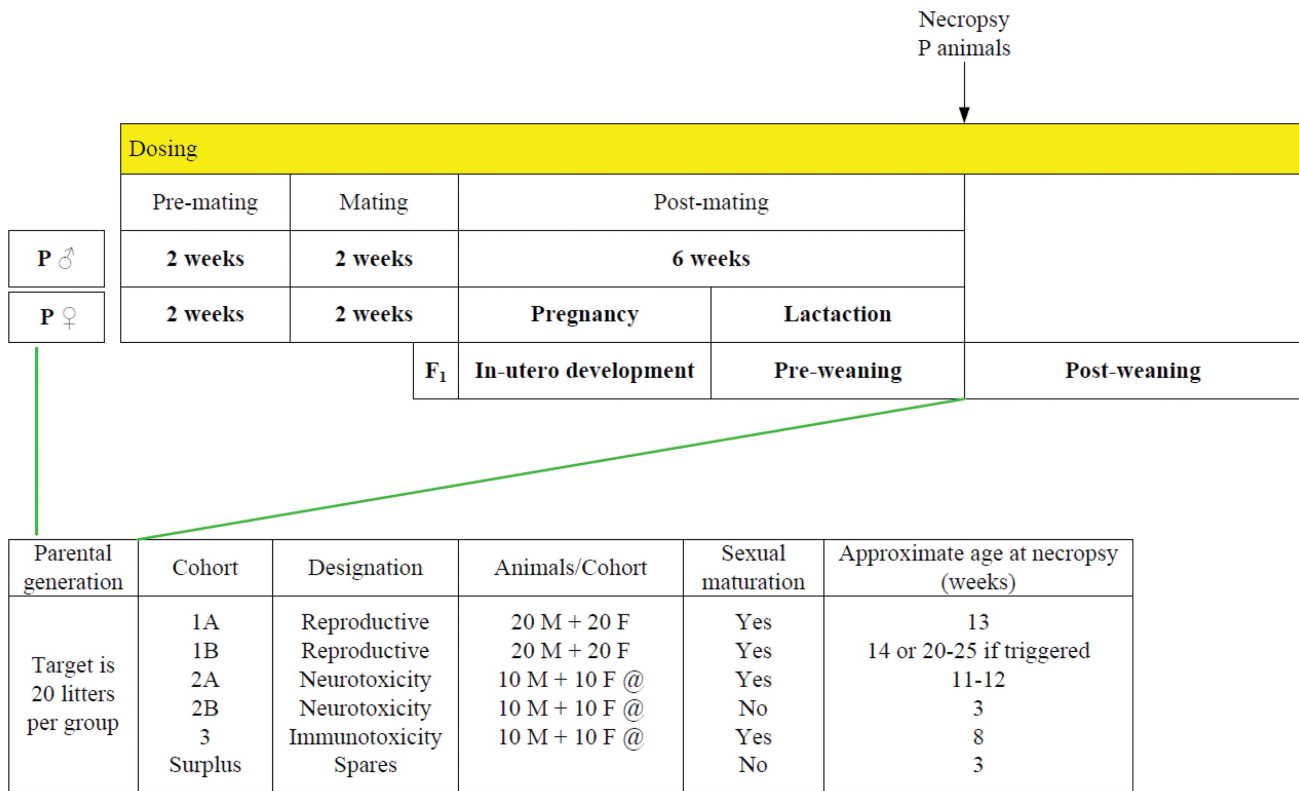 Necropsy
P animals
Dosing
Pre-mating Mating Post-mating
P ♂ 2 weeks 2 weeks 6 weeks
P ♀ 2 weeks 2 weeks Pregnancy Lactaction
F₁ In-utero development Pre-weaning Post-weaning
Parental generation Cohort Designation Animals/Cohort Sexual maturation Approximate age at necropsy (weeks)
Target is 20 litters per group
1A Reproductive 20 M + 20 F Yes 13
1B Reproductive 20 M + 20 F Yes 14 or 20-25 if triggered
2A Neurotoxicity 10 M + 10 F @ Yes 11-12
2B Neurotoxicity 10 M + 10 F @ No 3
3 Immunotoxicity 10 M + 10 F @ Yes 8
Surplus Spares No 3